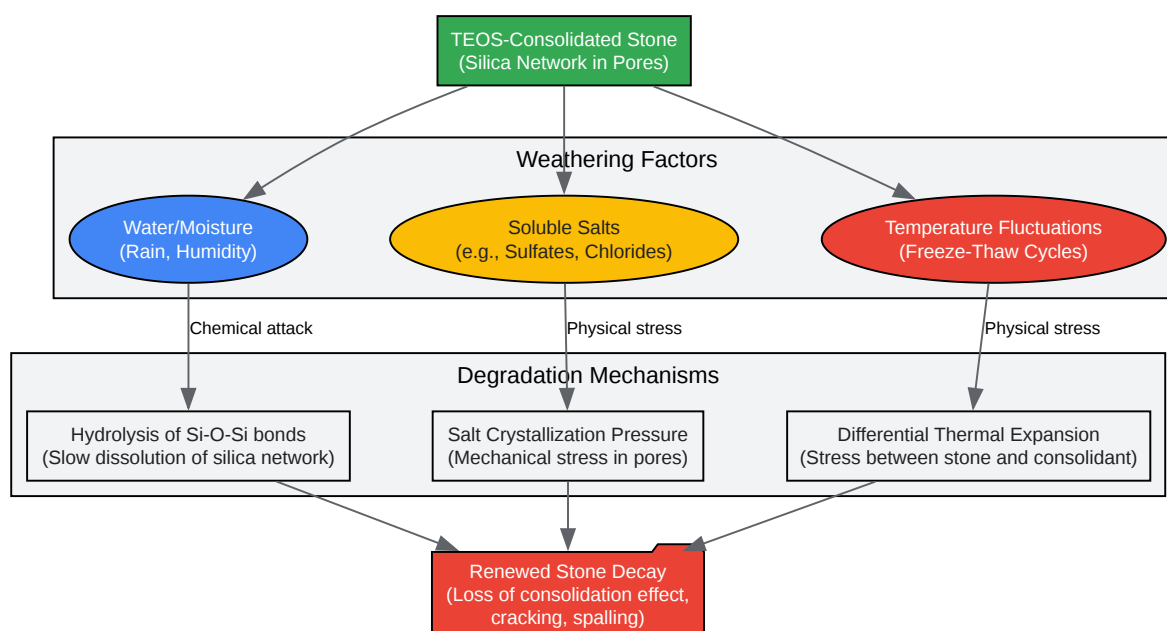 TEOS-Consolidated Stone
(Silica Network in Pores)
Weathering Factors
Water/Moisture
(Rain, Humidity)
Soluble Salts
(e.g., Sulfates, Chlorides)
Temperature Fluctuations
(Freeze-Thaw Cycles)
Chemical attack
Physical stress
Physical stress
Degradation Mechanisms
Hydrolysis of Si-O-Si bonds
(Slow dissolution of silica network)
Salt Crystallization Pressure
(Mechanical stress in pores)
Differential Thermal Expansion
(Stress between stone and consolidant)
Renewed Stone Decay
(Loss of consolidation effect,
cracking, spalling)